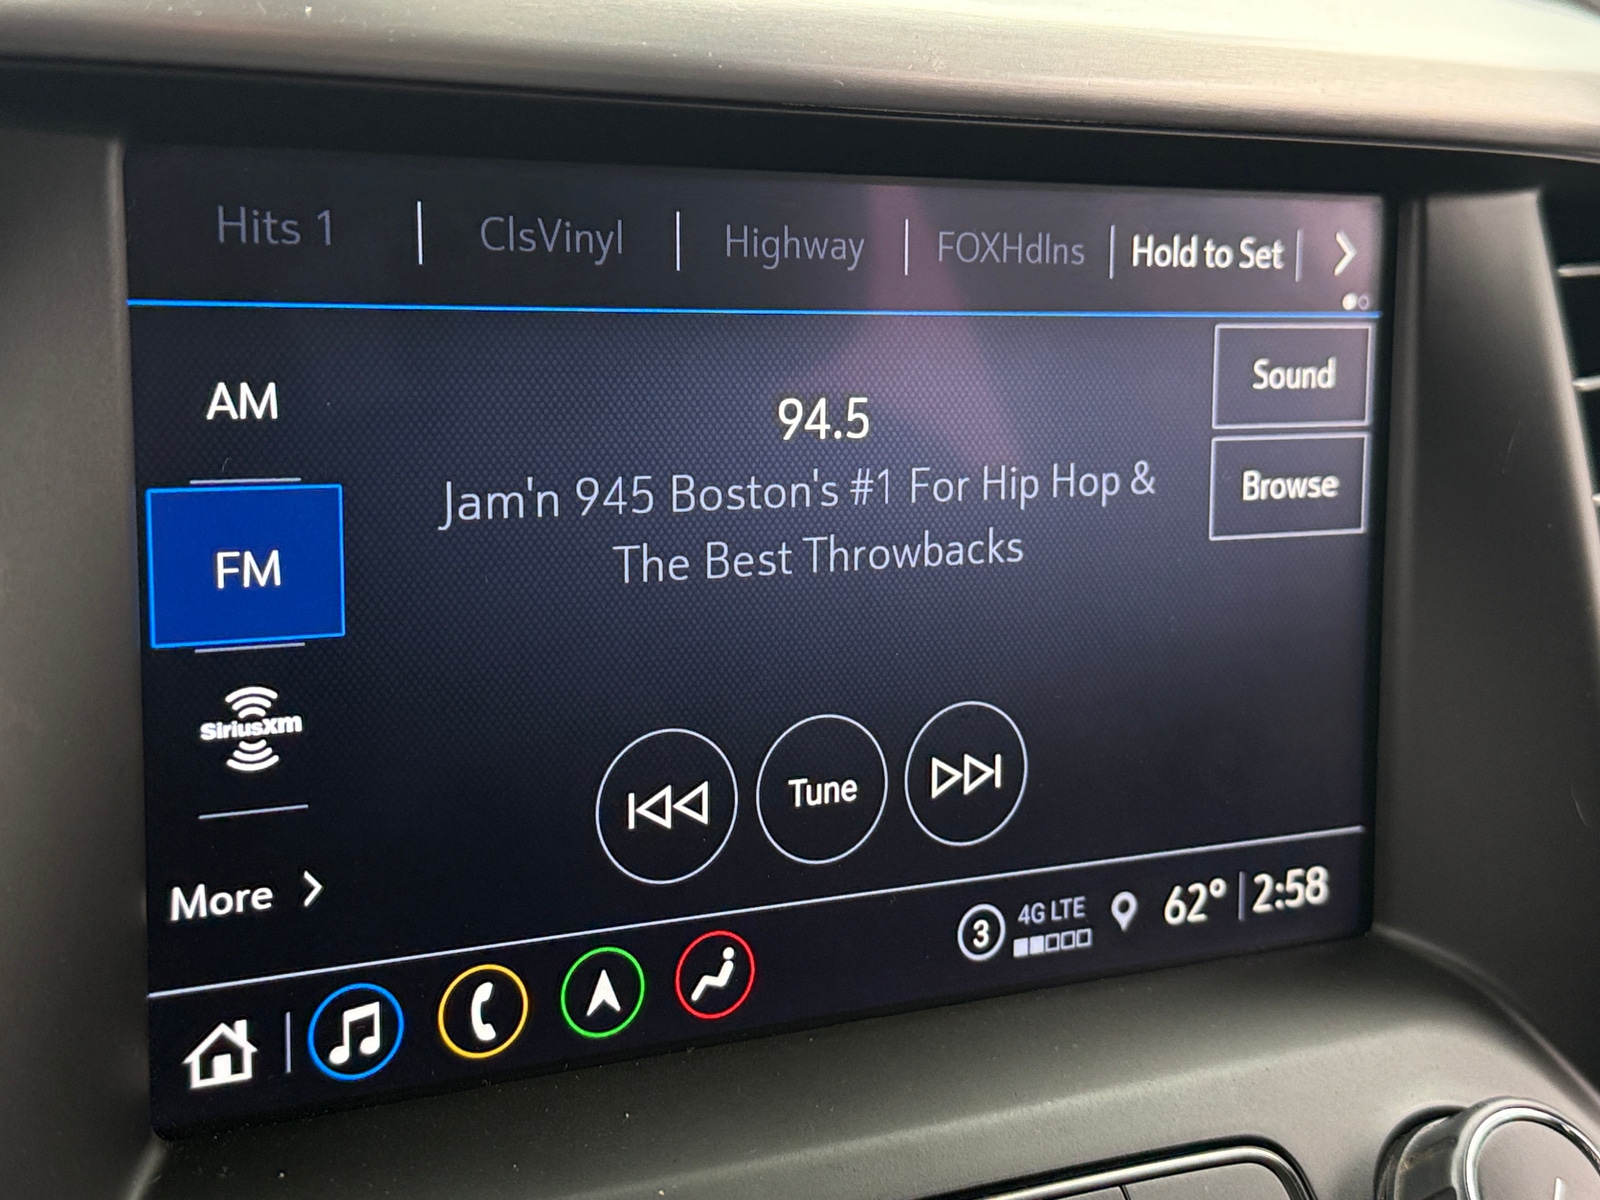 Hits 1
ClsVinyl
Highway
FOXHdlns
Hold to Set
AM
FM
SiriusXm
More
94.5
Jam'n 945 Boston's #1 For Hip Hop &
The Best Throwbacks
Sound
Browse
Tune
3
4G LTE
62°
2:58